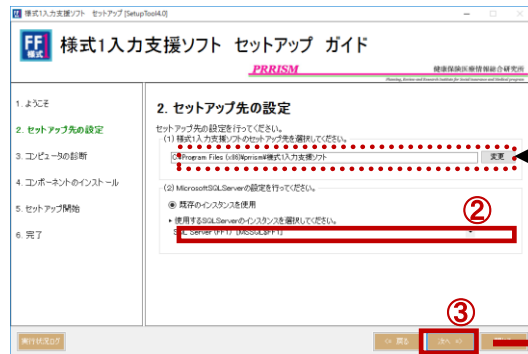 様式1入力支援ソフト セットアップ [SetupTool4.0]
FF1
様式
様式1入力支援ソフト セットアップ ガイド
PRRISM
健康保険医療情報総合研究所
Planning, Review and Research Institute for Social insurance and Medical program
1. ようこそ
2. セットアップ先の設定
3. コンピュータの診断
4. コンポーネントのインストール
5. セットアップ開始
6. 完了
2. セットアップ先の設定
セットアップ先の設定を行ってください。
(1) 様式1入力支援ソフトのセットアップ先を選択してください。
C:¥Program Files (x86)¥prrism¥様式1入力支援ソフト
変更
(2) MicrosoftSQLServerの設定を行ってください。
既存のインスタンスを使用
使用するSQLServerのインスタンスを選択してください。
②
SQL Server (FF1) [MSSQL$FF1]
③
実行状況ログ
<< 戻る
次へ >>